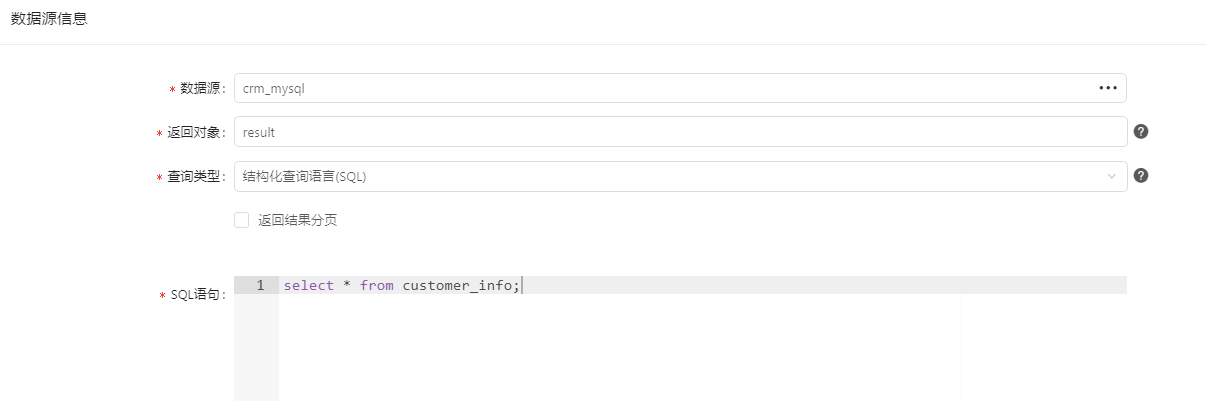 数据源信息
* 数据源: crm_mysql •••
* 返回对象: result ?
* 查询类型: 结构化查询语言(SQL) ?
返回结果分页
* SQL语句: 1 select * from customer_info;